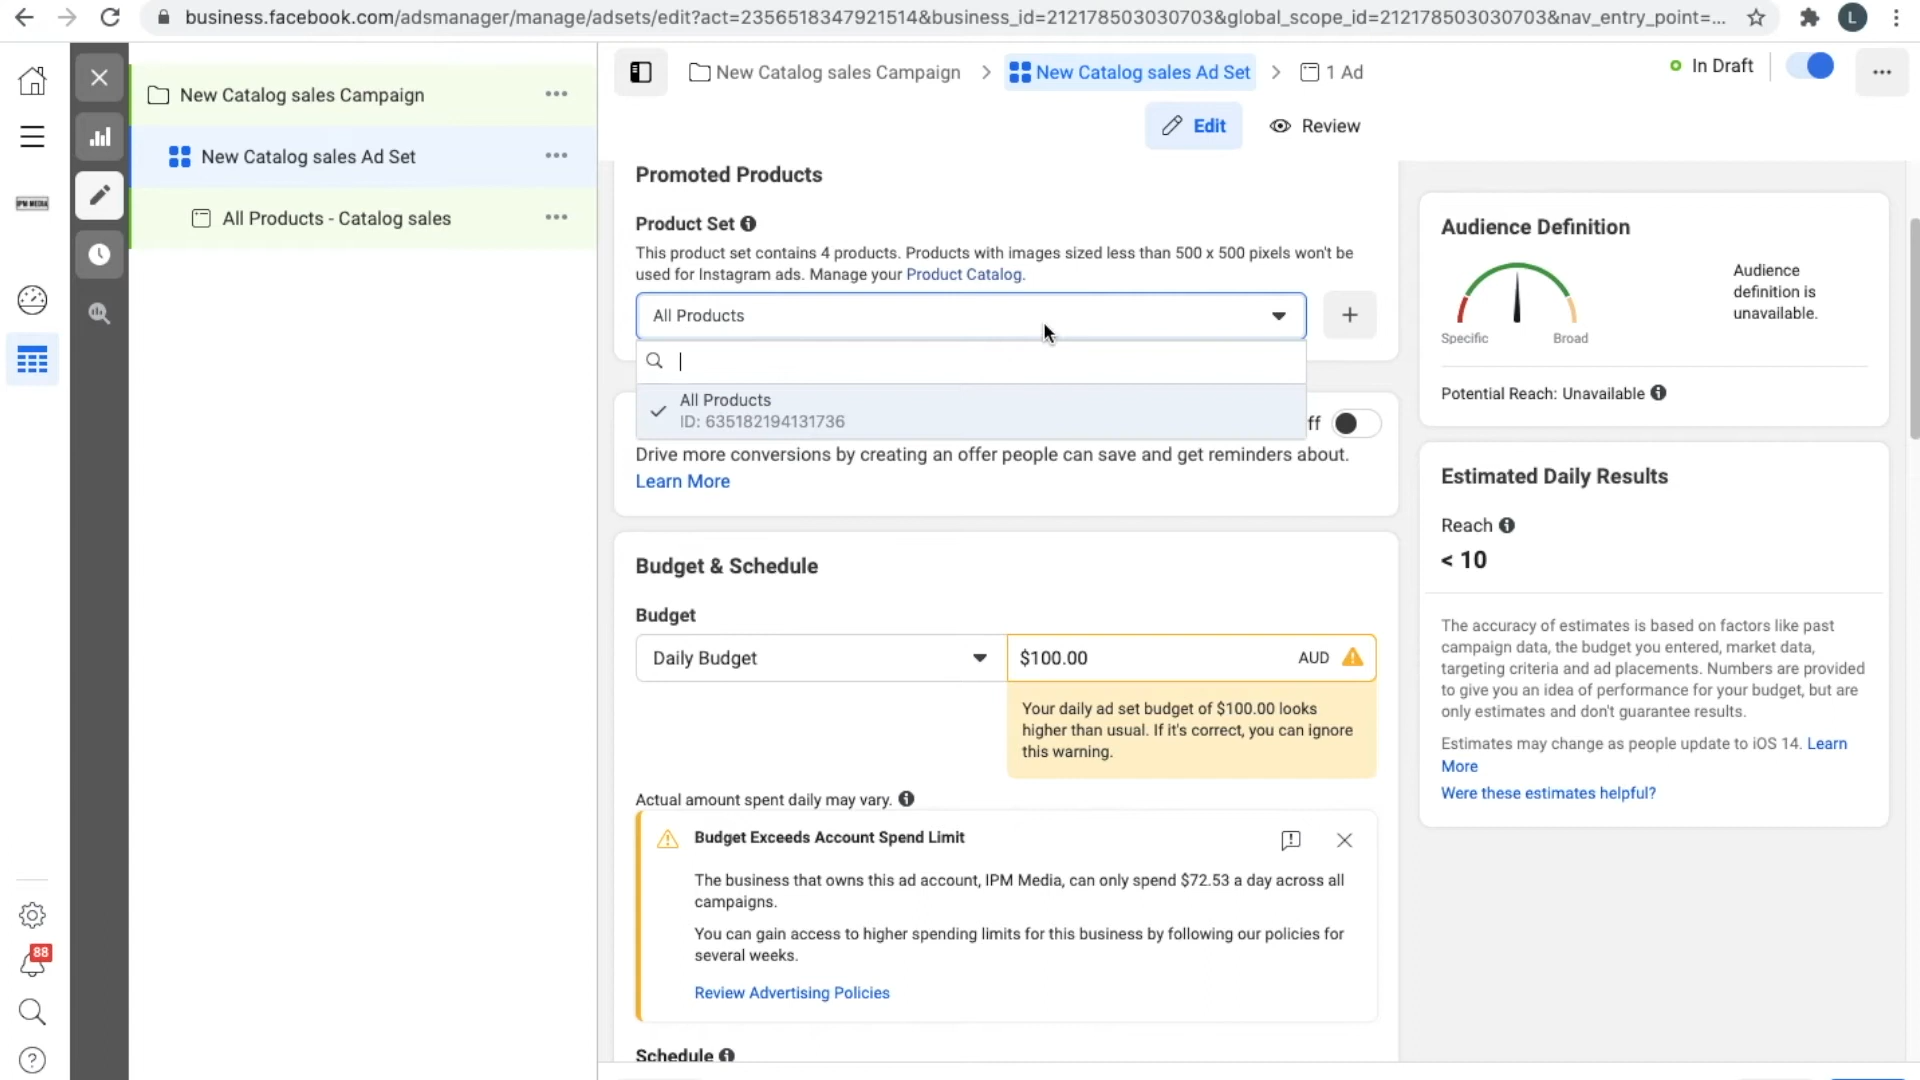 business.facebook.com/adsmanager/manage/adsets/edit?act=2356518347921514&business_id=212178503030703&global_scope_id=212178503030703&nav_entry_point=...
L
New Catalog sales Campaign
New Catalog sales Ad Set
All Products - Catalog sales
IPM MEDIA
88
New Catalog sales Campaign
New Catalog sales Ad Set
1 Ad
In Draft
Edit
Review
Promoted Products
Product Set
This product set contains 4 products. Products with images sized less than 500 x 500 pixels won't be
used for Instagram ads. Manage your Product Catalog.
All Products
All Products
ID: 635182194131736
ff
Drive more conversions by creating an offer people can save and get reminders about.
Learn More
Budget & Schedule
Budget
Daily Budget
$100.00
AUD
Your daily ad set budget of $100.00 looks
higher than usual. If it's correct, you can ignore
this warning.
Actual amount spent daily may vary.
Budget Exceeds Account Spend Limit
The business that owns this ad account, IPM Media, can only spend $72.53 a day across all
campaigns.
You can gain access to higher spending limits for this business by following our policies for
several weeks.
Review Advertising Policies
Schedule
Audience Definition
Specific
Broad
Audience
definition is
unavailable.
Potential Reach: Unavailable
Estimated Daily Results
Reach
< 10
The accuracy of estimates is based on factors like past
campaign data, the budget you entered, market data,
targeting criteria and ad placements. Numbers are provided
to give you an idea of performance for your budget, but are
only estimates and don't guarantee results.
Estimates may change as people update to iOS 14. Learn
More
Were these estimates helpful?